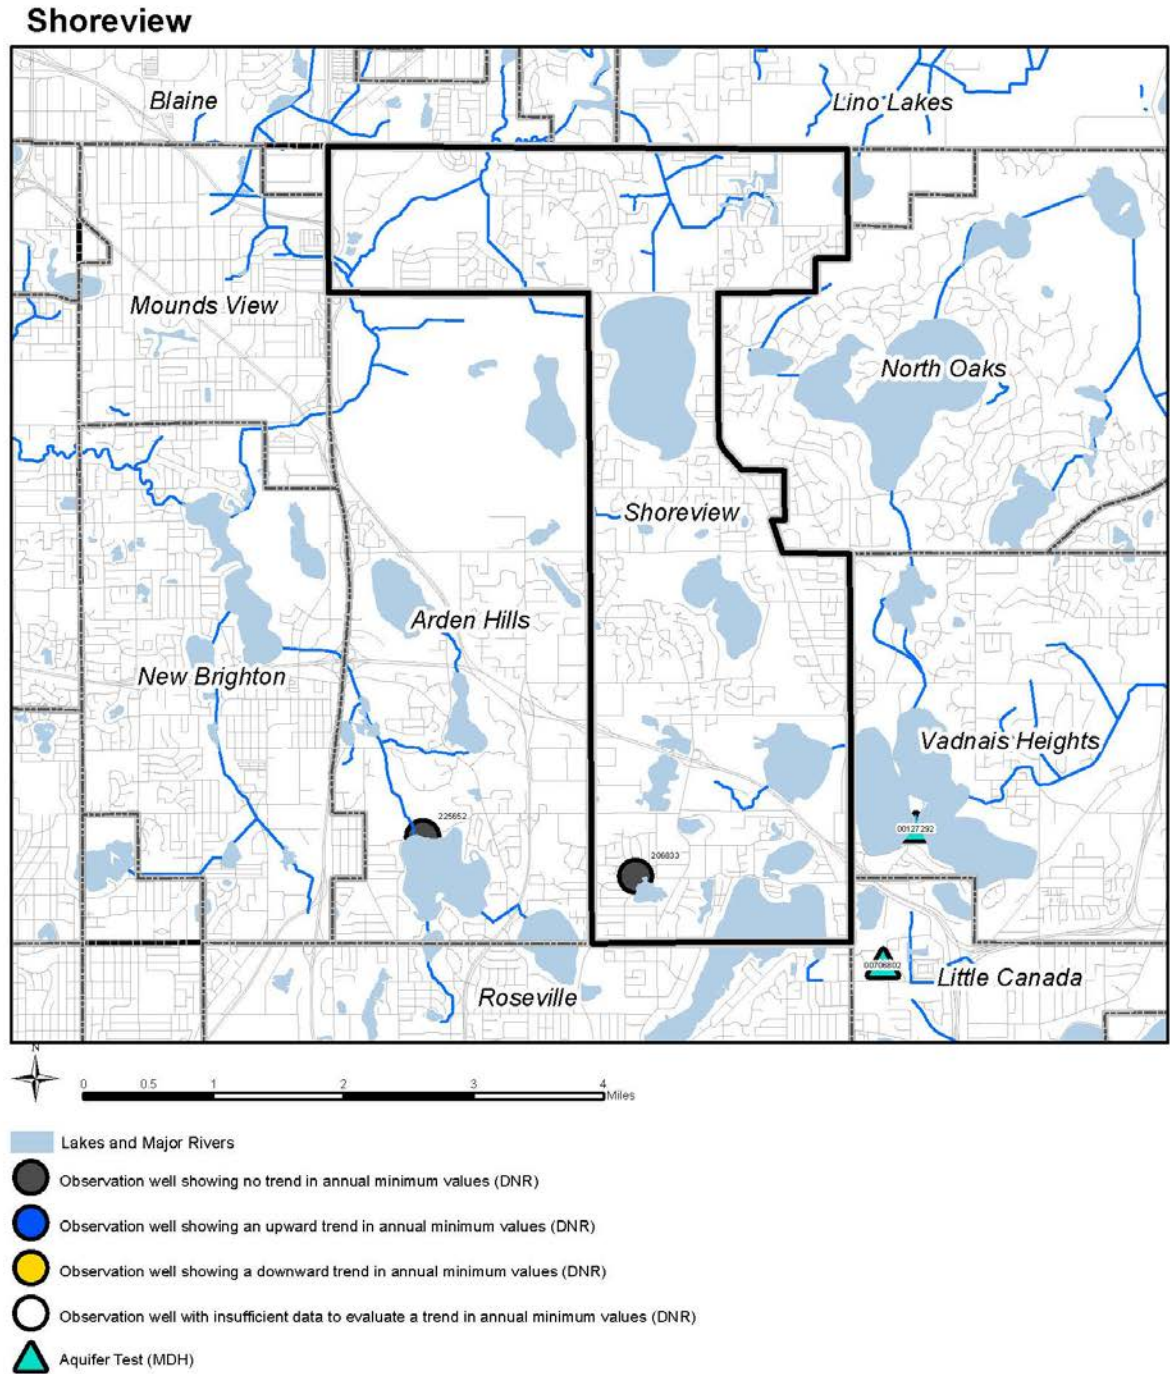 Shoreview
Blaine
Lino Lakes
Mounds View
North Oaks
Shoreview
Arden Hills
New Brighton
Vadnais Heights
225652
00127292
206833
00706802
Little Canada
Roseville
N
0 0.5 1 2 3 4
Miles
Lakes and Major Rivers
Observation well showing no trend in annual minimum values (DNR)
Observation well showing an upward trend in annual minimum values (DNR)
Observation well showing a downward trend in annual minimum values (DNR)
Observation well with insufficient data to evaluate a trend in annual minimum values (DNR)
Aquifer Test (MDH)